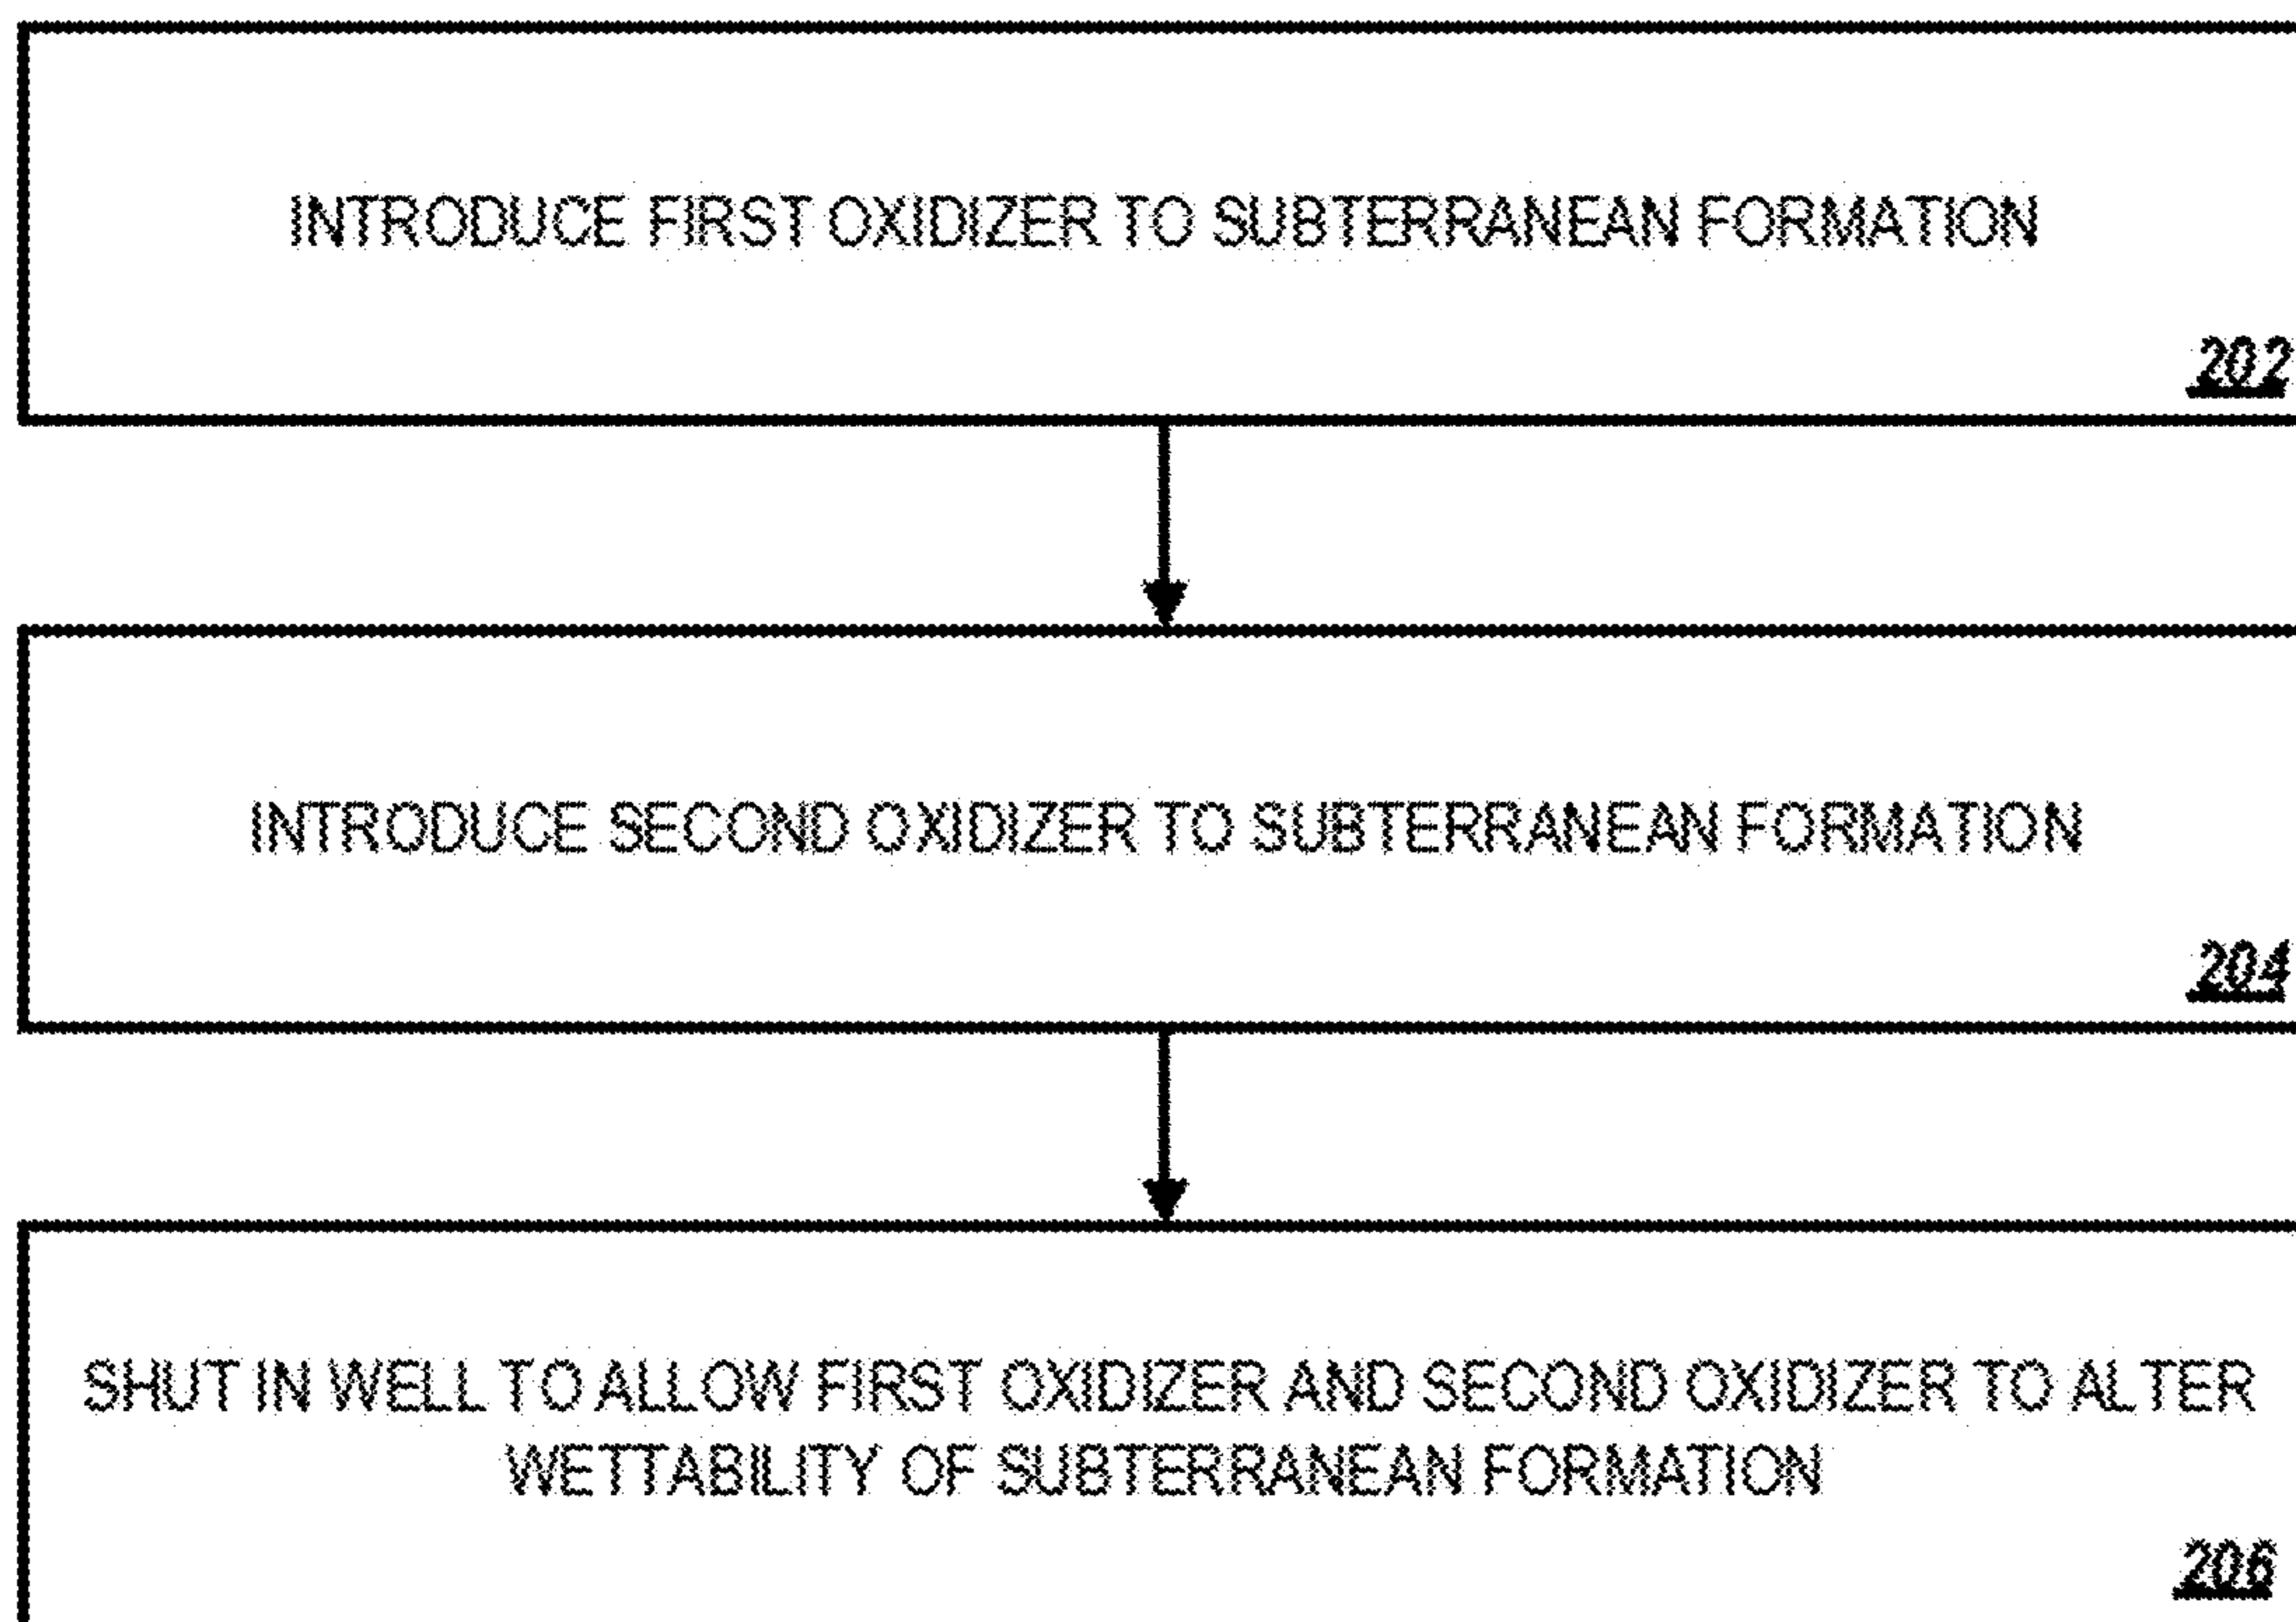 INTRODUCE FIRST OXIDIZER TO SUBTERRANEAN FORMATION
202
INTRODUCE SECOND OXIDIZER TO SUBTERRANEAN FORMATION
204
SHUT IN WELL TO ALLOW FIRST OXIDIZER AND SECOND OXIDIZER TO ALTER
WETTABILITY OF SUBTERRANEAN FORMATION
206